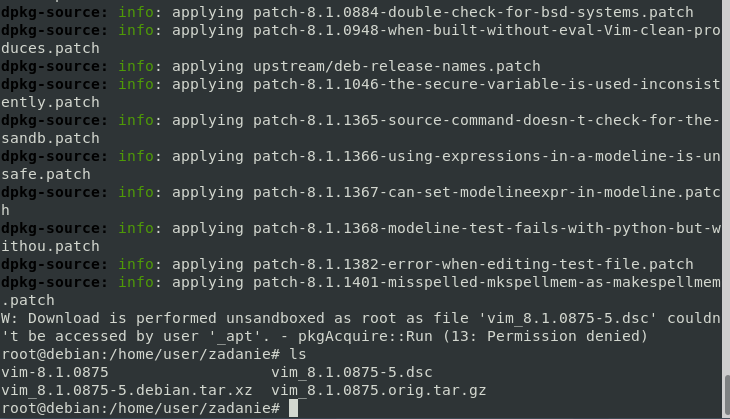 dpkg-source: info: applying patch-8.1.0884-double-check-for-bsd-systems.patch
dpkg-source: info: applying patch-8.1.0948-when-built-without-eval-Vim-clean-pro
duces.patch
dpkg-source: info: applying upstream/deb-release-names.patch
dpkg-source: info: applying patch-8.1.1046-the-secure-variable-is-used-inconsist
ently.patch
dpkg-source: info: applying patch-8.1.1365-source-command-doesn-t-check-for-the-
sandb.patch
dpkg-source: info: applying patch-8.1.1366-using-expressions-in-a-modeline-is-un
safe.patch
dpkg-source: info: applying patch-8.1.1367-can-set-modelineexpr-in-modeline.patc
h
dpkg-source: info: applying patch-8.1.1368-modeline-test-fails-with-python-but-w
ithou.patch
dpkg-source: info: applying patch-8.1.1382-error-when-editing-test-file.patch
dpkg-source: info: applying patch-8.1.1401-misspelled-mkspellmem-as-makespellmem
.patch
W: Download is performed unsandboxed as root as file 'vim_8.1.0875-5.dsc' couldn
't be accessed by user '_apt'. - pkgAcquire::Run (13: Permission denied)
root@debian:/home/user/zadanie# ls
vim-8.1.0875                  vim_8.1.0875-5.dsc
vim_8.1.0875-5.debian.tar.xz  vim_8.1.0875.orig.tar.gz
root@debian:/home/user/zadanie#